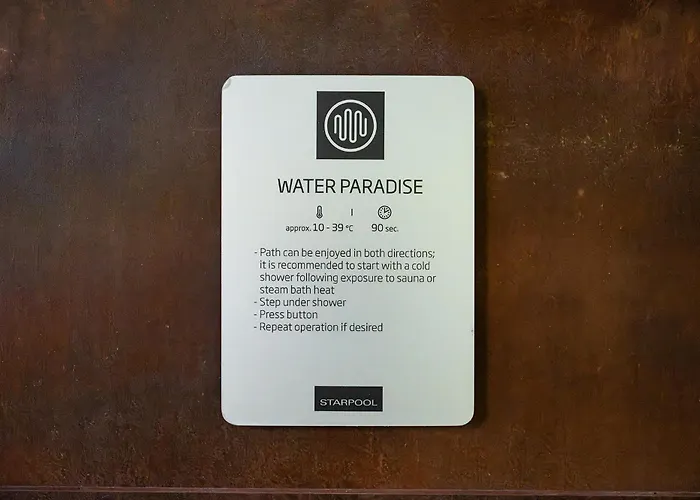 WATER PARADISE
approx. 10 - 39 °C | 90 sec.
- Path can be enjoyed in both directions;
it is recommended to start with a cold
shower following exposure to sauna or
steam bath heat
- Step under shower
- Press button
- Repeat operation if desired
STARPOOL